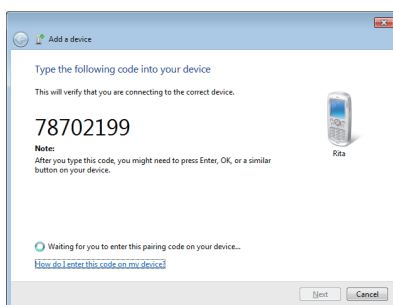 Add a device
Type the following code into your device
This will verify that you are connecting to the correct device.
78702199
Note:
After you type this code, you might need to press Enter, OK, or a similar
button on your device.
Rita
Waiting for you to enter this pairing code on your device...
How do I enter this code on my device?
Next
Cancel